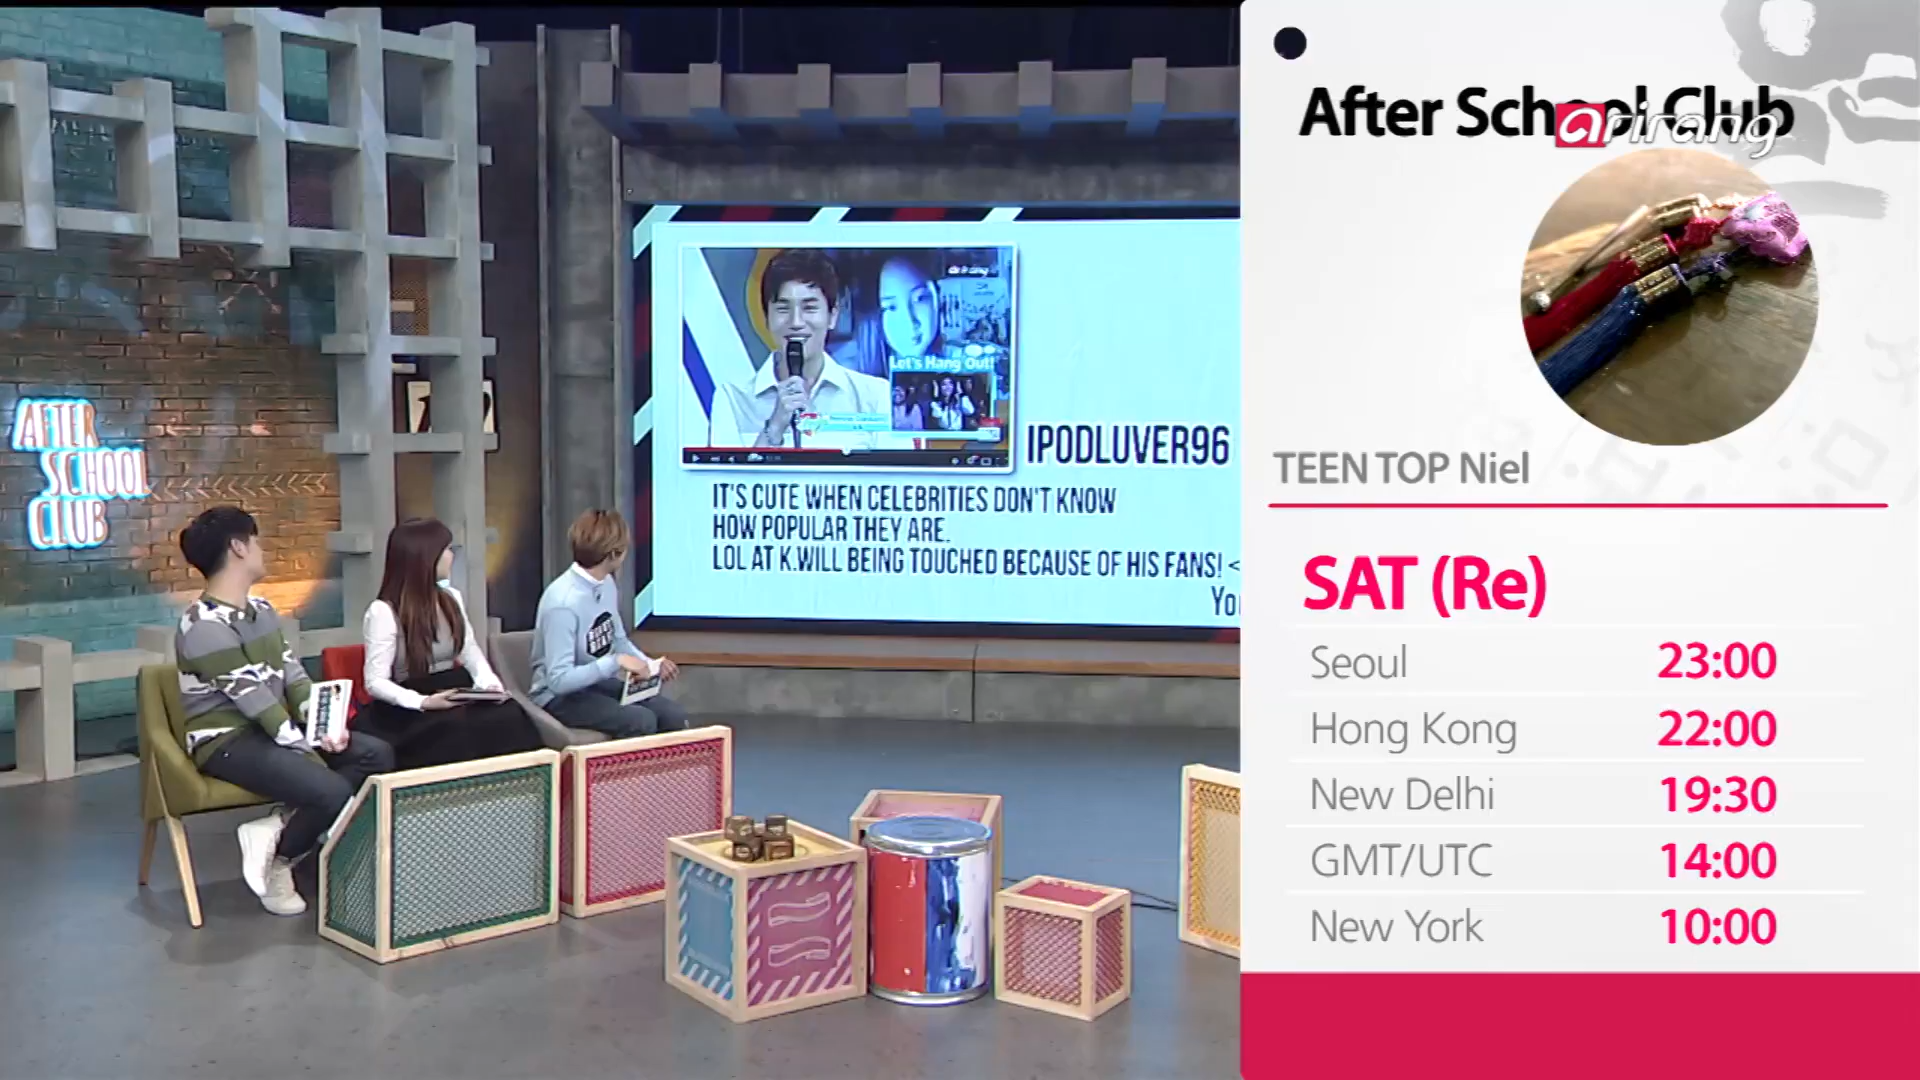 After School Club
arirang
TEEN TOP Niel
SAT (Re)
Seoul 23:00
Hong Kong 22:00
New Delhi 19:30
GMT/UTC 14:00
New York 10:00
AFTER
SCHOOL
CLUB
Let's Hang Out!
IPODLUVER96
IT'S CUTE WHEN CELEBRITIES DON'T KNOW
HOW POPULAR THEY ARE.
LOL AT K.WILL BEING TOUCHED BECAUSE OF HIS FANS! <